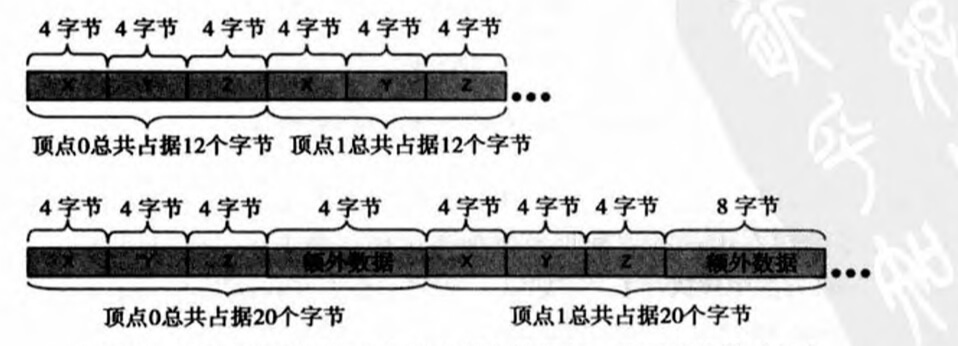 4 字节 4 字节 4 字节 4 字节 4 字节 4 字节
X Y Z X Y Z
顶点0总共占据12个字节 顶点1总共占据12个字节
4 字节 4 字节 4 字节 4 字节 4 字节 4 字节 4 字节 8 字节
X Y Z 额外数据 X Y Z 额外数据
顶点0总共占据20个字节 顶点1总共占据20个字节